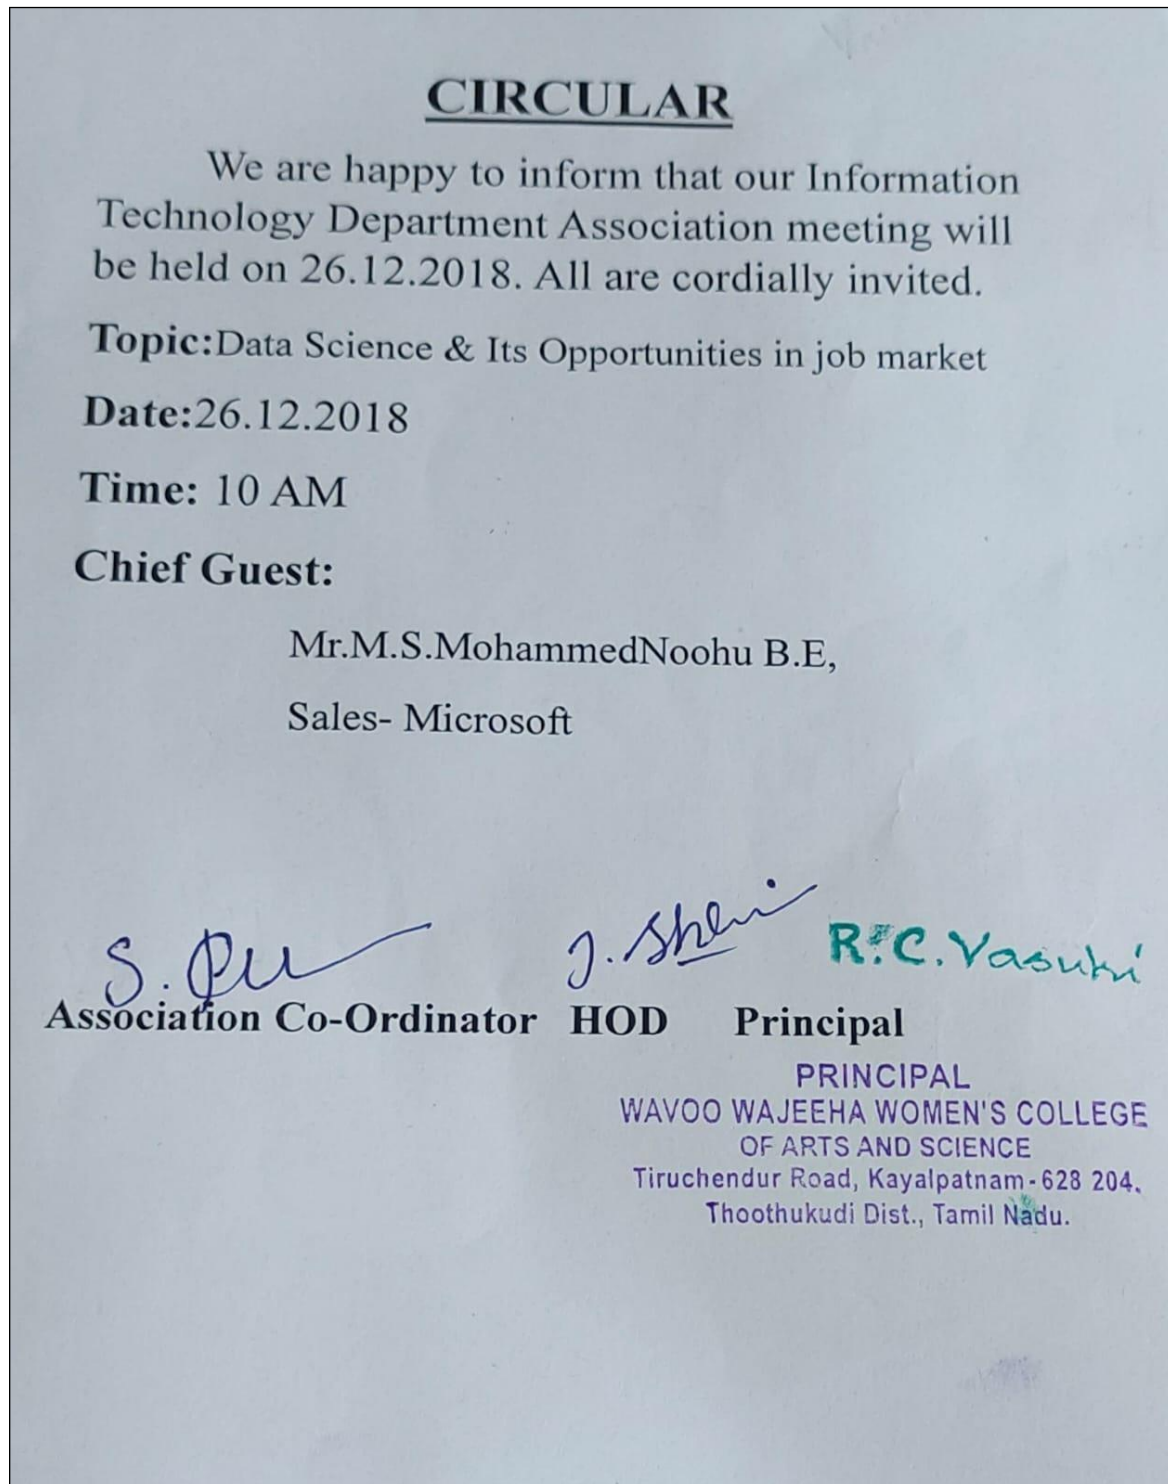 CIRCULAR
We are happy to inform that our Information
Technology Department Association meeting will
be held on 26.12.2018. All are cordially invited.
Topic:Data Science & Its Opportunities in job market
Date:26.12.2018
Time: 10 AM
Chief Guest:
Mr.M.S.MohammedNoohu B.E,
Sales- Microsoft
R.C.Vasuki
Association Co-Ordinator HOD Principal
PRINCIPAL
WAVOO WAJEEHA WOMEN'S COLLEGE
OF ARTS AND SCIENCE
Tiruchendur Road, Kayalpatnam-628 204.
Thoothukudi Dist., Tamil Nadu.